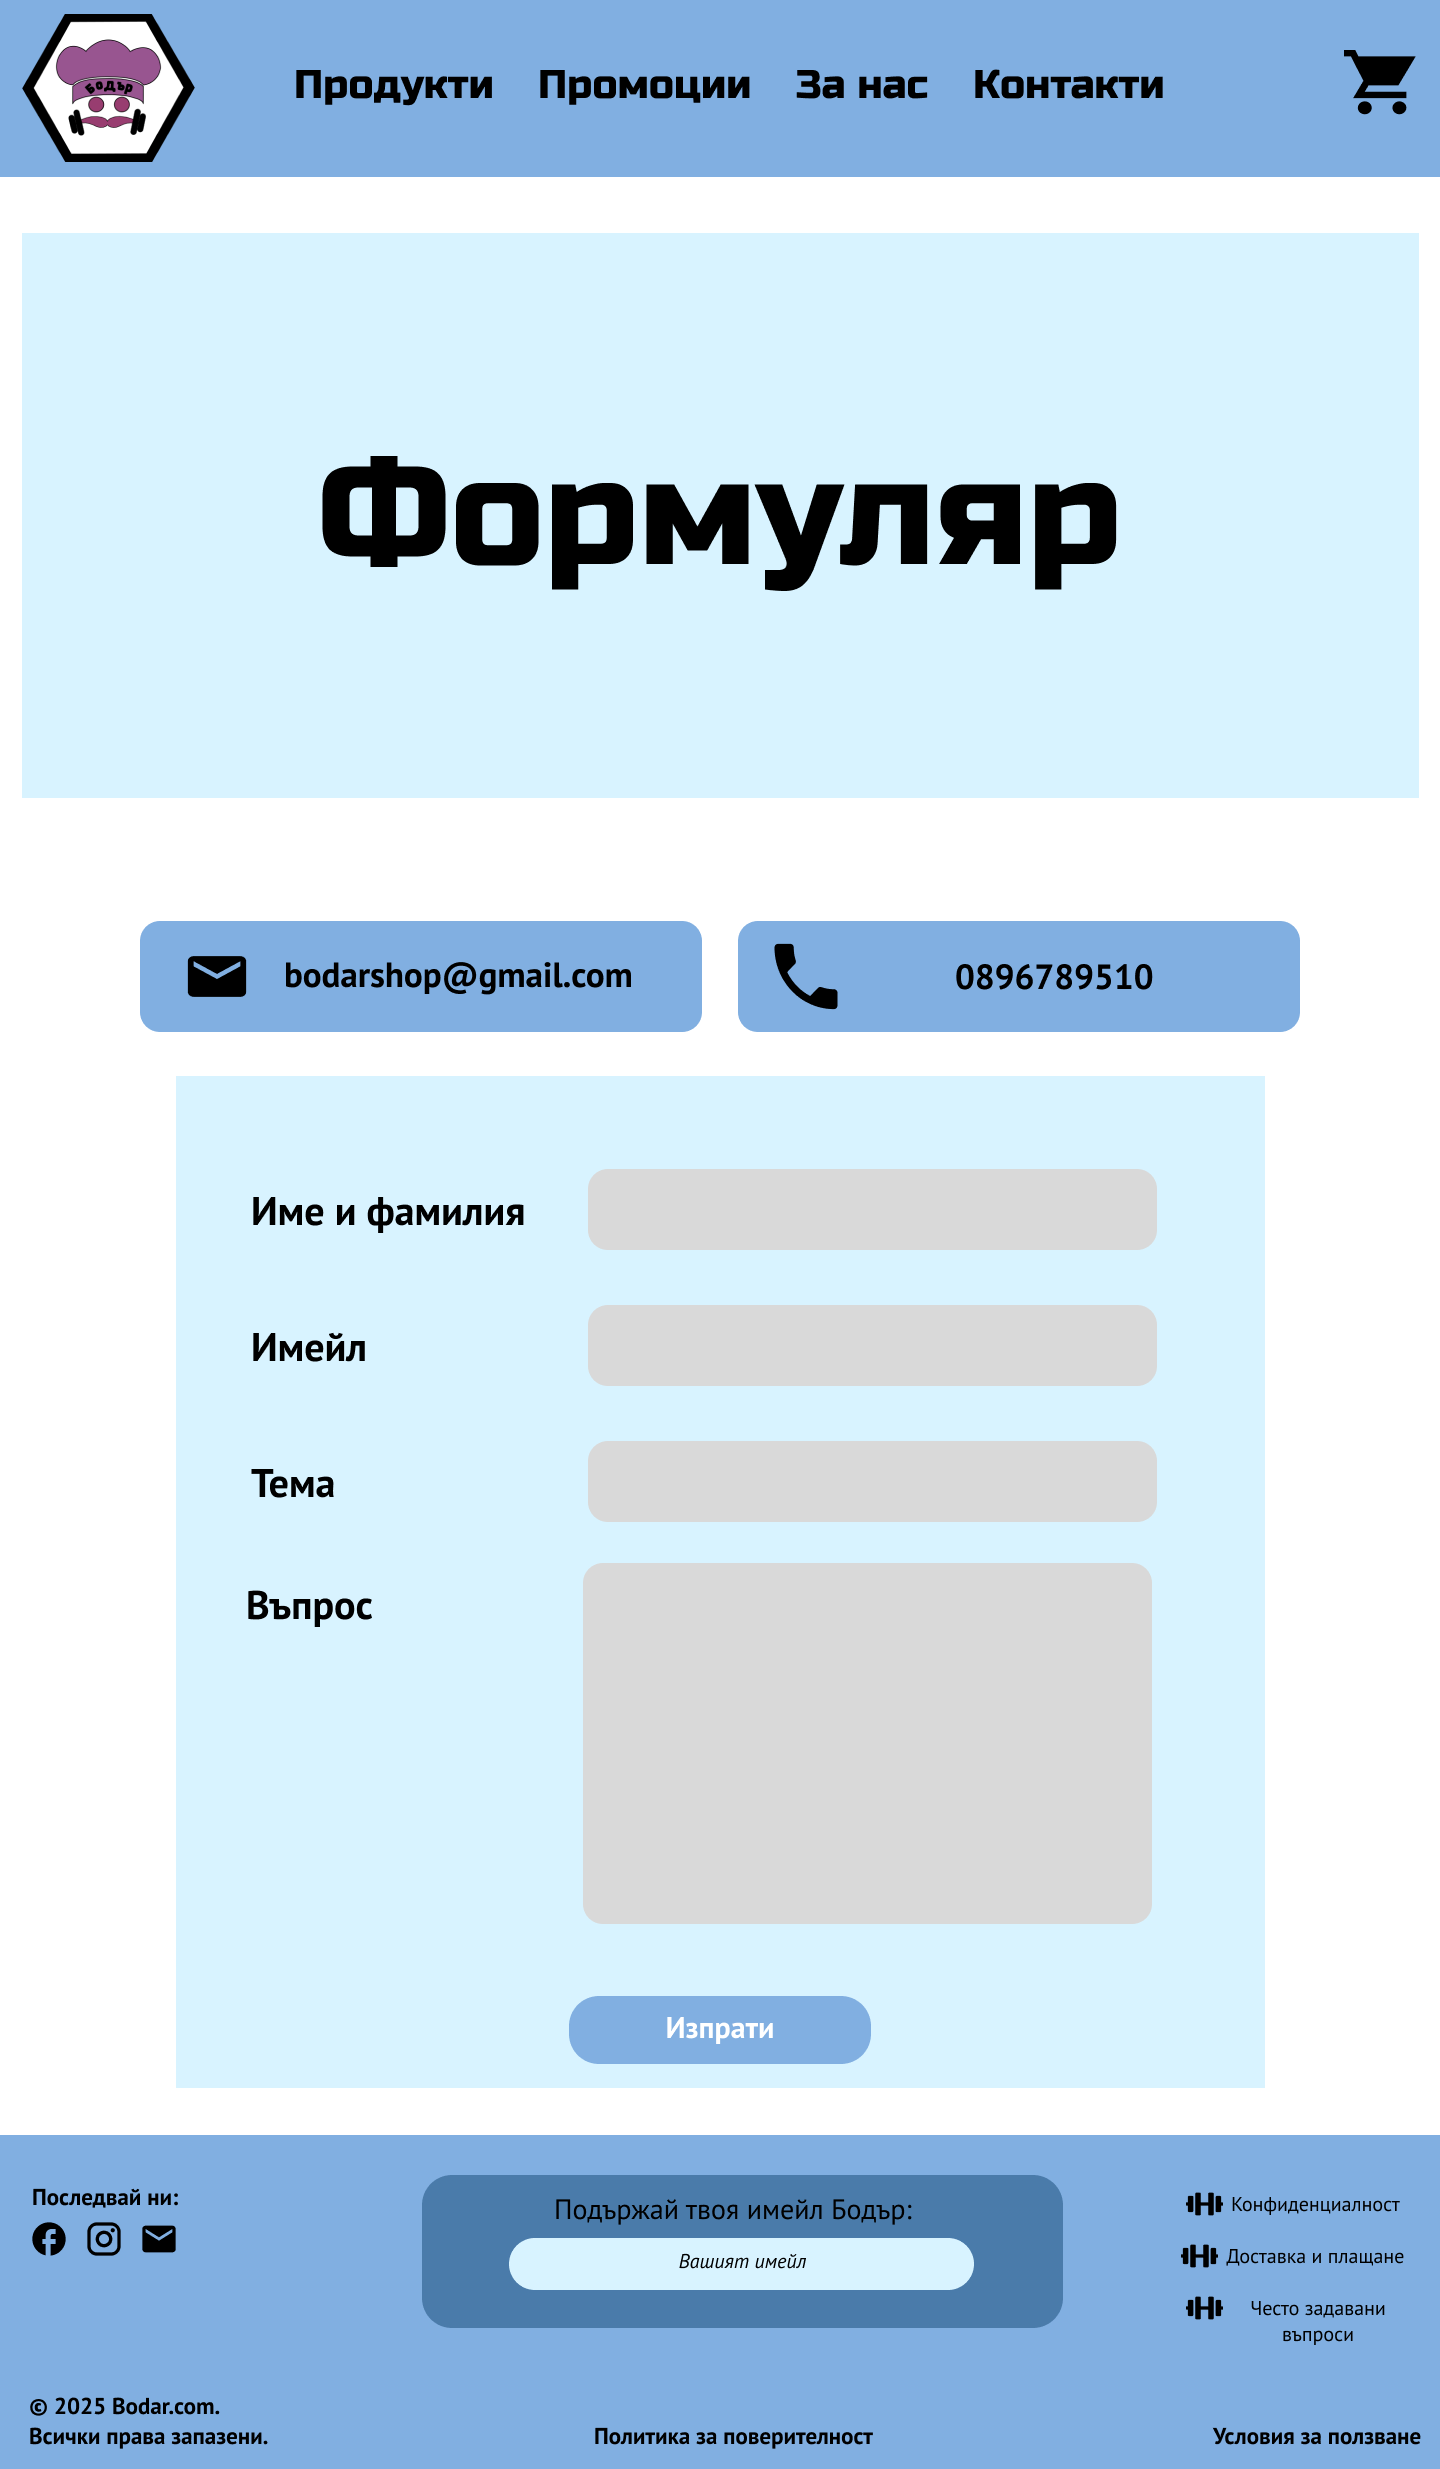 Бодър
Продукти Промоции За нас Контакти
Формуляр
bodarshop@gmail.com
0896789510
Име и фамилия
Имейл
Тема
Въпрос
Изпрати
Последвай ни:
Подържай твоя имейл Бодър:
Вашият имейл
Конфиденциалност
Доставка и плащане
Често задавани
въпроси
© 2025 Bodar.com.
Всички права запазени.
Политика за поверителност
Условия за ползване